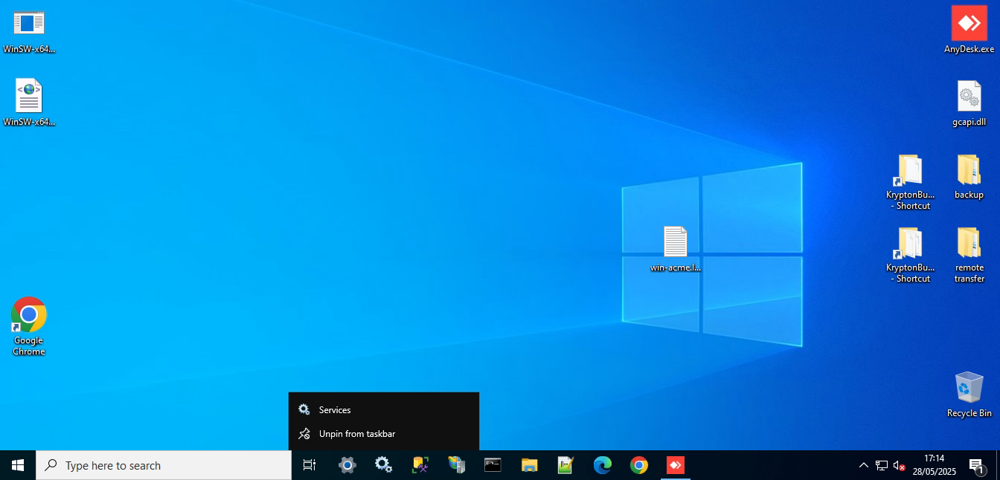 WinSW-x64...
WinSW-x64...
Google
Chrome
win-acme.l...
AnyDesk.exe
gcapi.dll
KryptonBu...
- Shortcut
backup
KryptonBu...
- Shortcut
remote
transfer
Recycle Bin
Services
Unpin from taskbar
Type here to search
17:14
28/05/2025
1